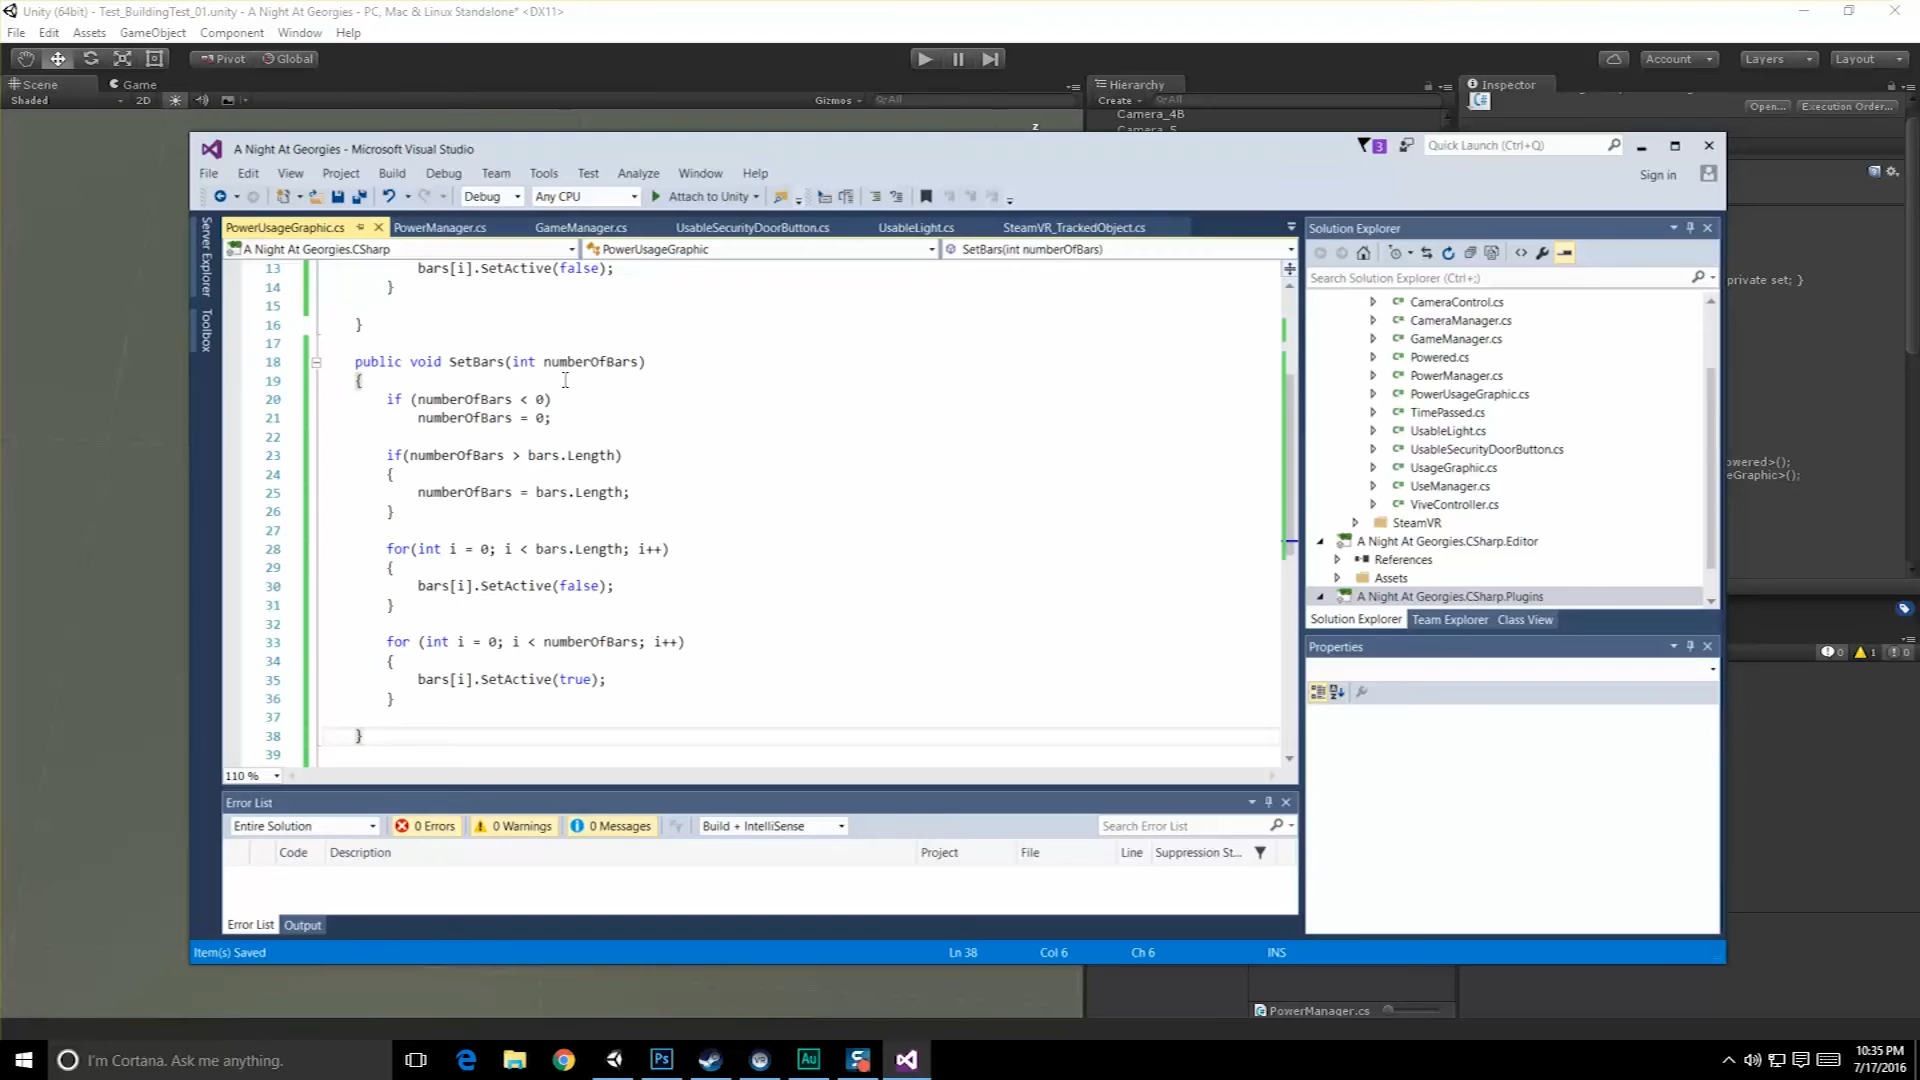 Unity (64bit) - Test_BuildingTest_01.unity - A Night At Georgies - PC, Mac & Linux Standalone* <DX11>
File Edit Assets GameObject Component Window Help
Pivot Global Account Layers Layout
Scene Game Hierarchy Inspector
Shaded 2D Gizmos All Create All Open... Execution Order...
Camera_4B
Camera_5
z
A Night At Georgies - Microsoft Visual Studio 3 Quick Launch (Ctrl+Q)
File Edit View Project Build Debug Team Tools Test Analyze Window Help Sign in
Debug Any CPU Attach to Unity
Server Explorer
Toolbox
PowerUsageGraphic.cs PowerManager.cs GameManager.cs UsableSecurityDoorButton.cs UsableLight.cs SteamVR_TrackedObject.cs
A Night At Georgies.CSharp PowerUsageGraphic SetBars(int numberOfBars)
13 bars[i].SetActive(false);
14 }
15
16 }
17
18 public void SetBars(int numberOfBars)
19 {
20 if (numberOfBars < 0)
21 numberOfBars = 0;
22
23 if(numberOfBars > bars.Length)
24 {
25 numberOfBars = bars.Length;
26 }
27
28 for(int i = 0; i < bars.Length; i++)
29 {
30 bars[i].SetActive(false);
31 }
32
33 for (int i = 0; i < numberOfBars; i++)
34 {
35 bars[i].SetActive(true);
36 }
37
38 }
39
110 %
Solution Explorer
Search Solution Explorer (Ctrl+;)
CameraControl.cs
CameraManager.cs
GameManager.cs
Powered.cs
PowerManager.cs
PowerUsageGraphic.cs
TimePassed.cs
UsableLight.cs
UsableSecurityDoorButton.cs
UsageGraphic.cs
UseManager.cs
ViveController.cs
SteamVR
A Night At Georgies.CSharp.Editor
References
Assets
A Night At Georgies.CSharp.Plugins
Solution Explorer Team Explorer Class View
Properties
private set; }
owered>();
eGraphic>();
0 1 0
Error List
Entire Solution 0 Errors 0 Warnings 0 Messages Build + IntelliSense Search Error List
Code Description Project File Line Suppression St...
Error List Output
Item(s) Saved Ln 38 Col 6 Ch 6 INS
PowerManager.cs
I'm Cortana. Ask me anything.
Ps Au
10:35 PM
7/17/2016